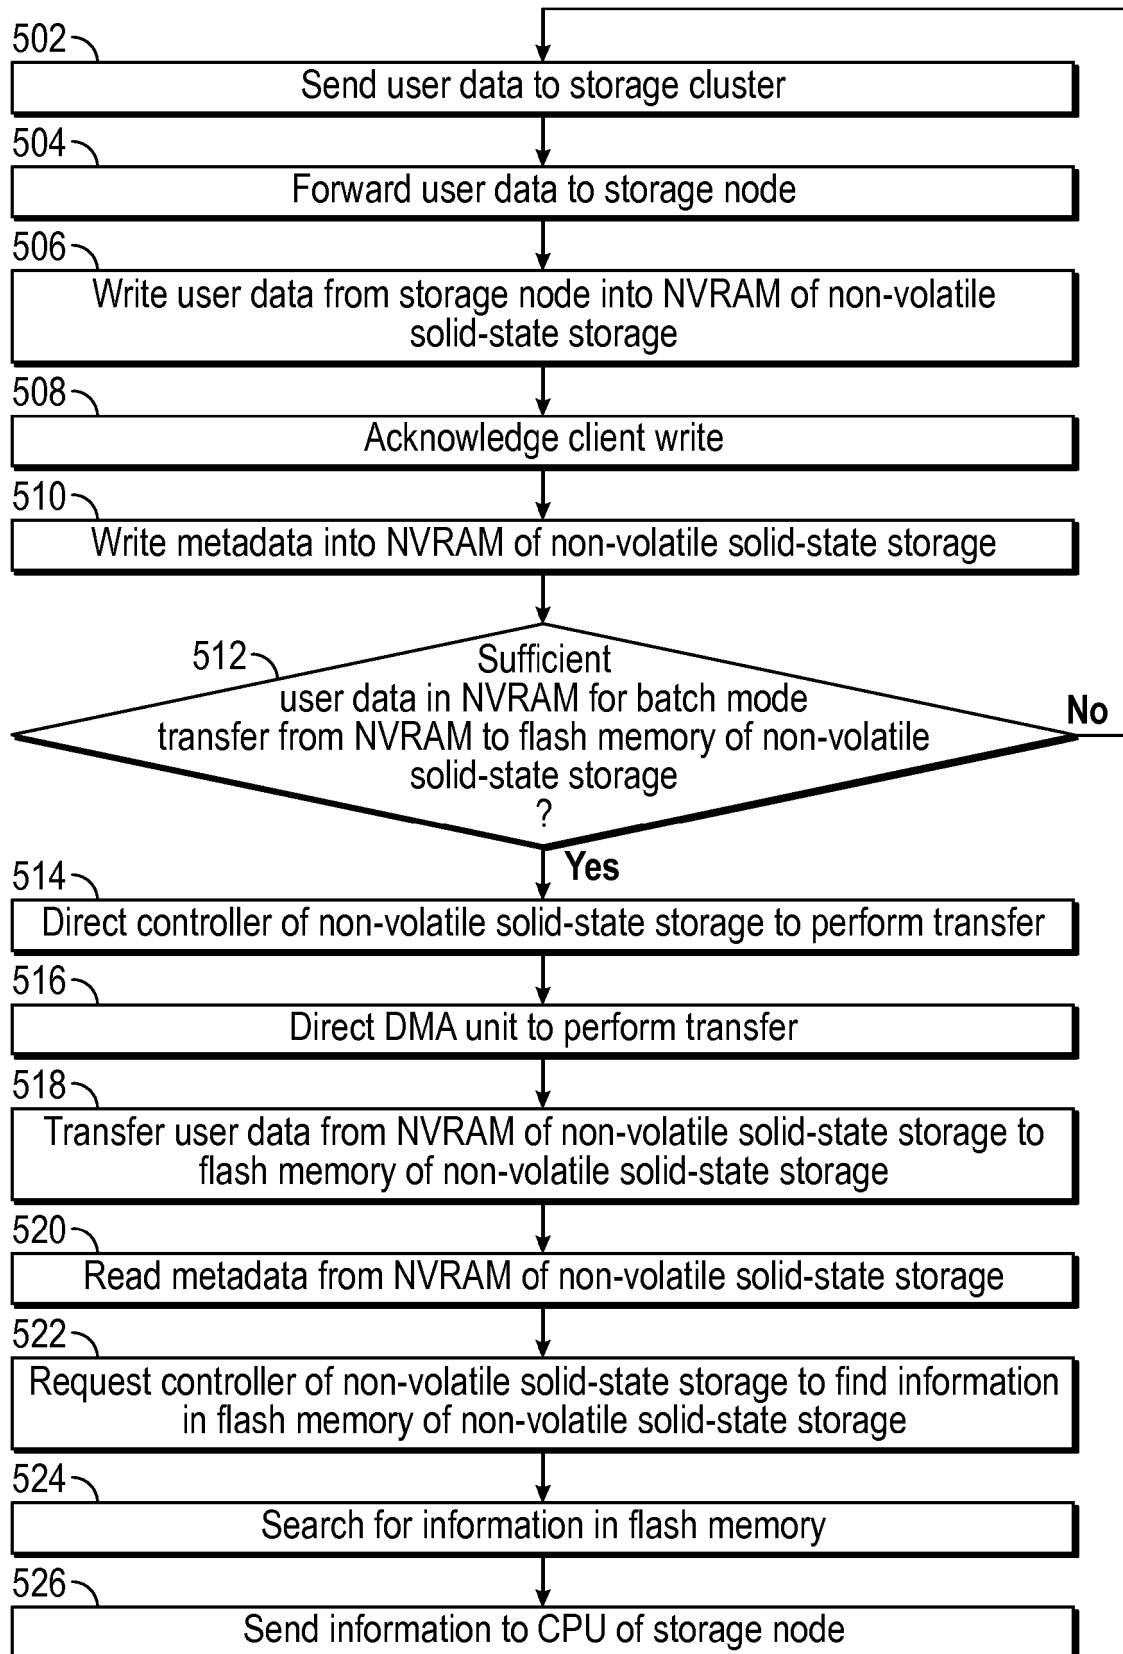 502
Send user data to storage cluster
504
Forward user data to storage node
506
Write user data from storage node into NVRAM of non-volatile
solid-state storage
508
Acknowledge client write
510
Write metadata into NVRAM of non-volatile solid-state storage
512
Sufficient
user data in NVRAM for batch mode
transfer from NVRAM to flash memory of non-volatile
solid-state storage
?
No
Yes
514
Direct controller of non-volatile solid-state storage to perform transfer
516
Direct DMA unit to perform transfer
518
Transfer user data from NVRAM of non-volatile solid-state storage to
flash memory of non-volatile solid-state storage
520
Read metadata from NVRAM of non-volatile solid-state storage
522
Request controller of non-volatile solid-state storage to find information
in flash memory of non-volatile solid-state storage
524
Search for information in flash memory
526
Send information to CPU of storage node